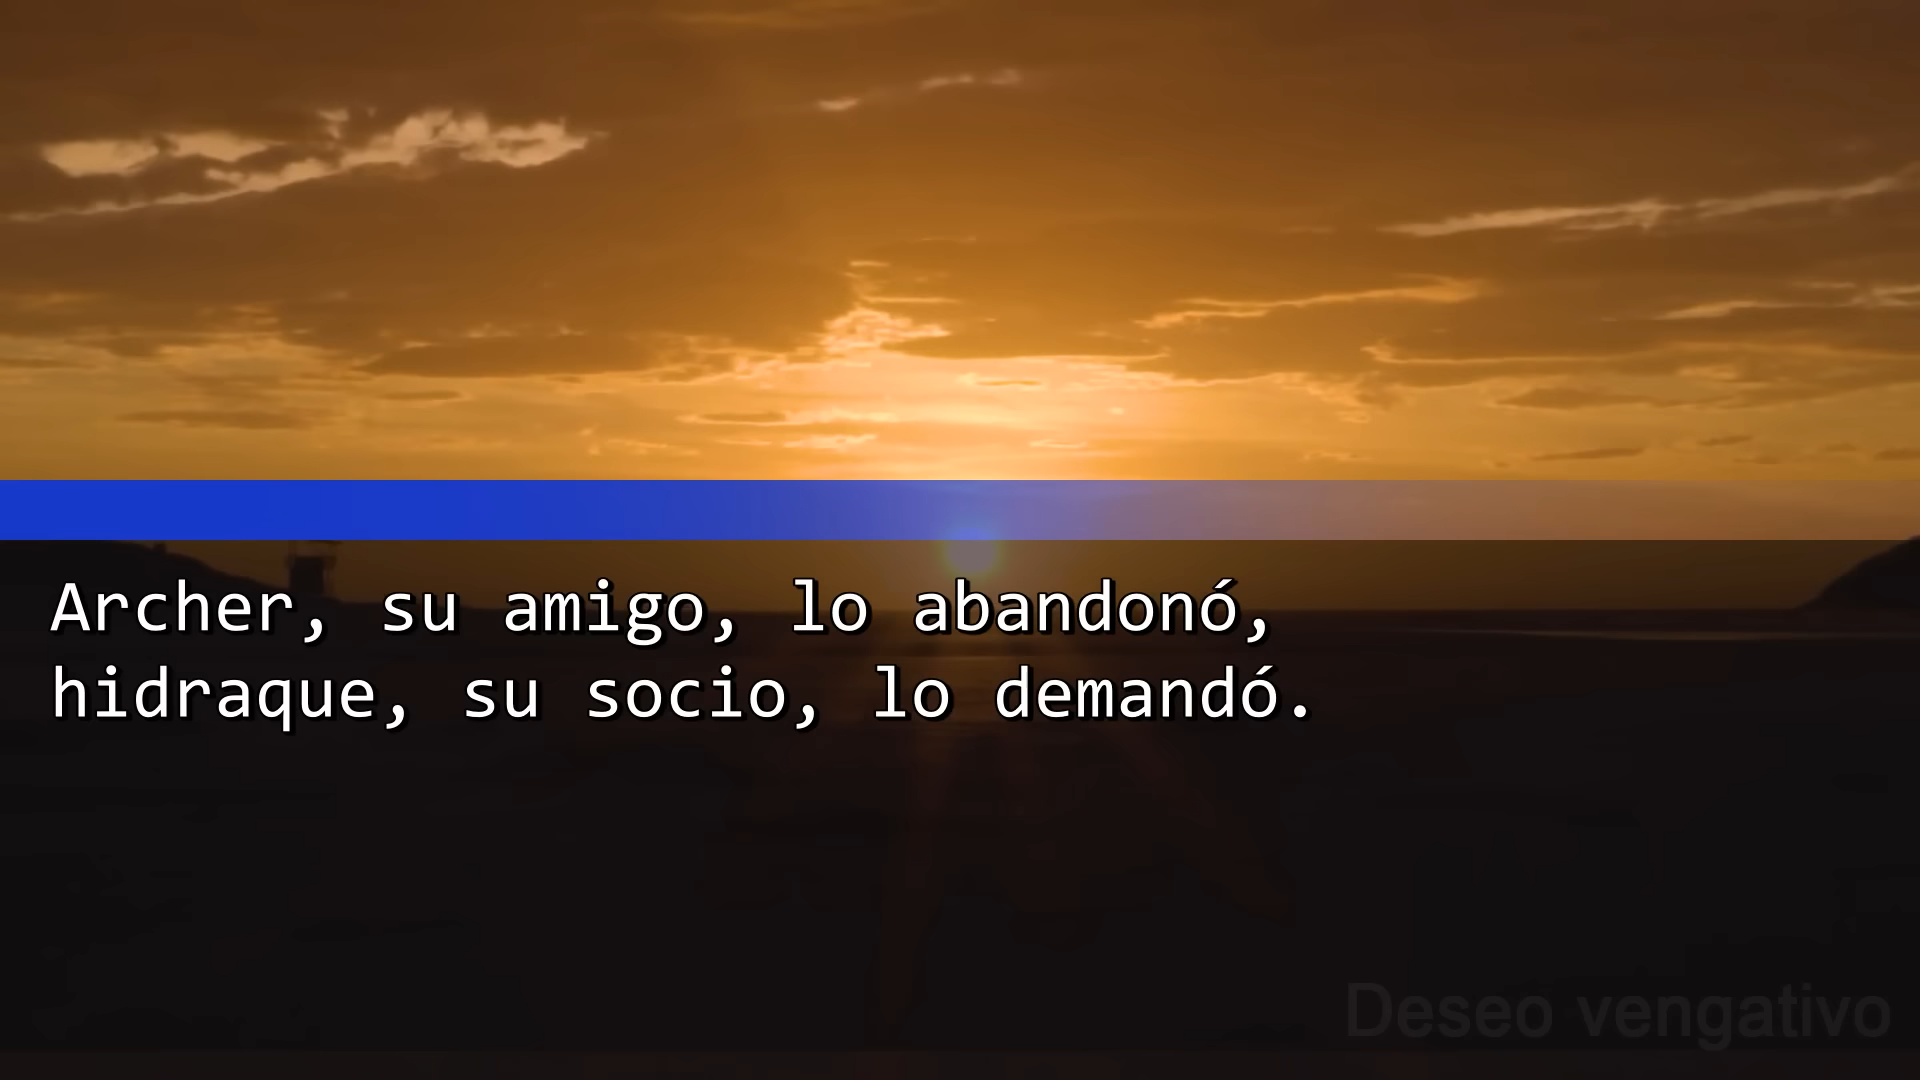 Archer, su amigo, lo abandonó,
hidraque, su socio, lo demandó.
Deseo vengativo